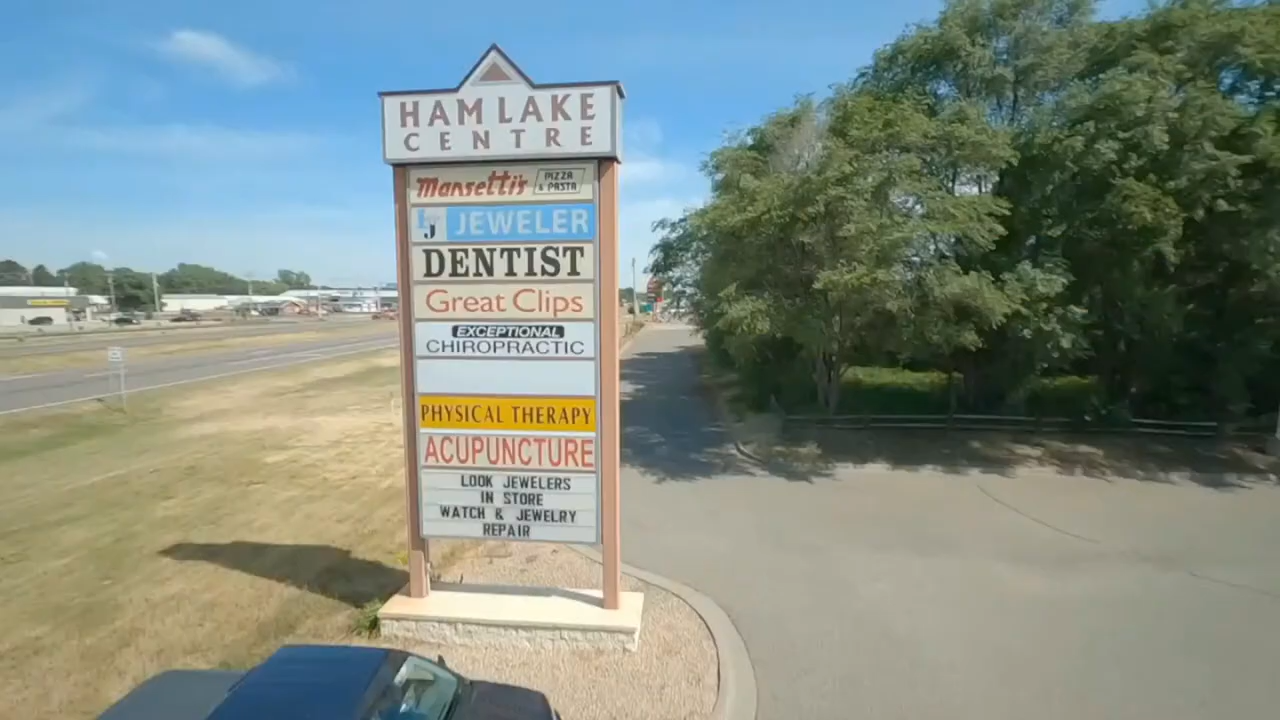 HAM LAKE
CENTRE
Mansetti's
PIZZA
& PASTA
LJ JEWELER
DENTIST
Great Clips
EXCEPTIONAL
CHIROPRACTIC
PHYSICAL THERAPY
ACUPUNCTURE
LOOK JEWELERS
IN STORE
WATCH & JEWELRY
REPAIR